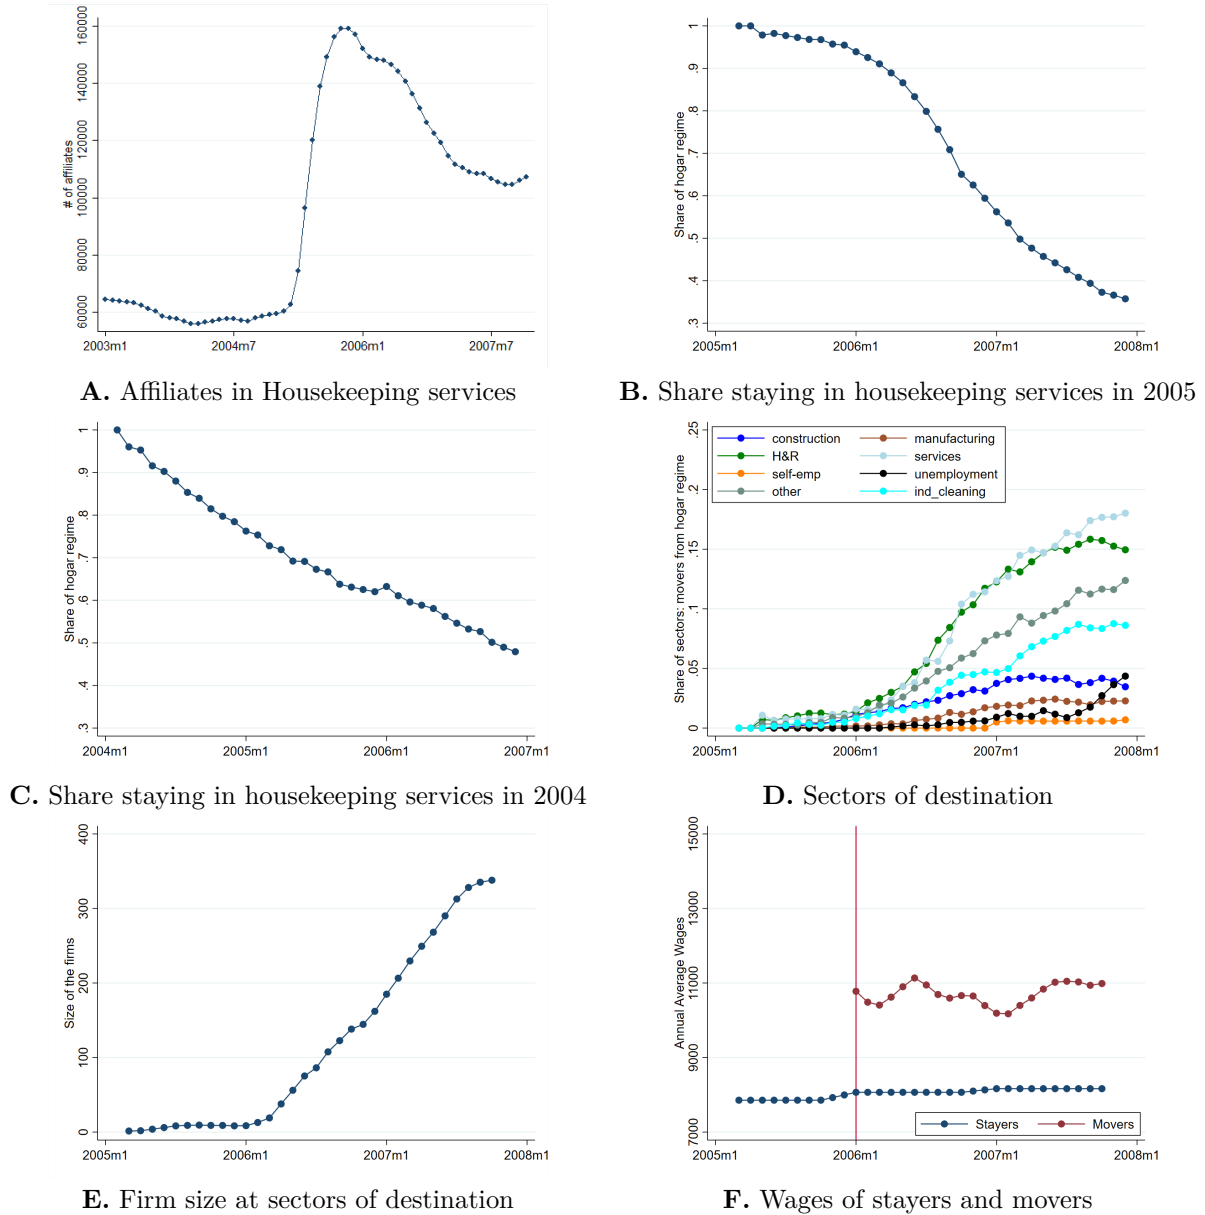 # of affiliates
160000
140000
120000
100000
80000
60000
2003m1 2004m7 2006m1 2007m7
A. Affiliates in Housekeeping services
Share of hogar regime
1
.9
.8
.7
.6
.5
.4
.3
2005m1 2006m1 2007m1 2008m1
B. Share staying in housekeeping services in 2005
Share of hogar regime
1
.9
.8
.7
.6
.5
.4
.3
2004m1 2005m1 2006m1 2007m1
C. Share staying in housekeeping services in 2004
Share of sectors: movers from hogar regime
.25
.2
.15
.1
.05
0
construction manufacturing
H&R services
self-emp unemployment
other ind_cleaning
2005m1 2006m1 2007m1 2008m1
D. Sectors of destination
Size of the firms
400
300
200
100
0
2005m1 2006m1 2007m1 2008m1
E. Firm size at sectors of destination
Annual Average Wages
15000
13000
11000
9000
7000
Stayers Movers
2005m1 2006m1 2007m1 2008m1
F. Wages of stayers and movers